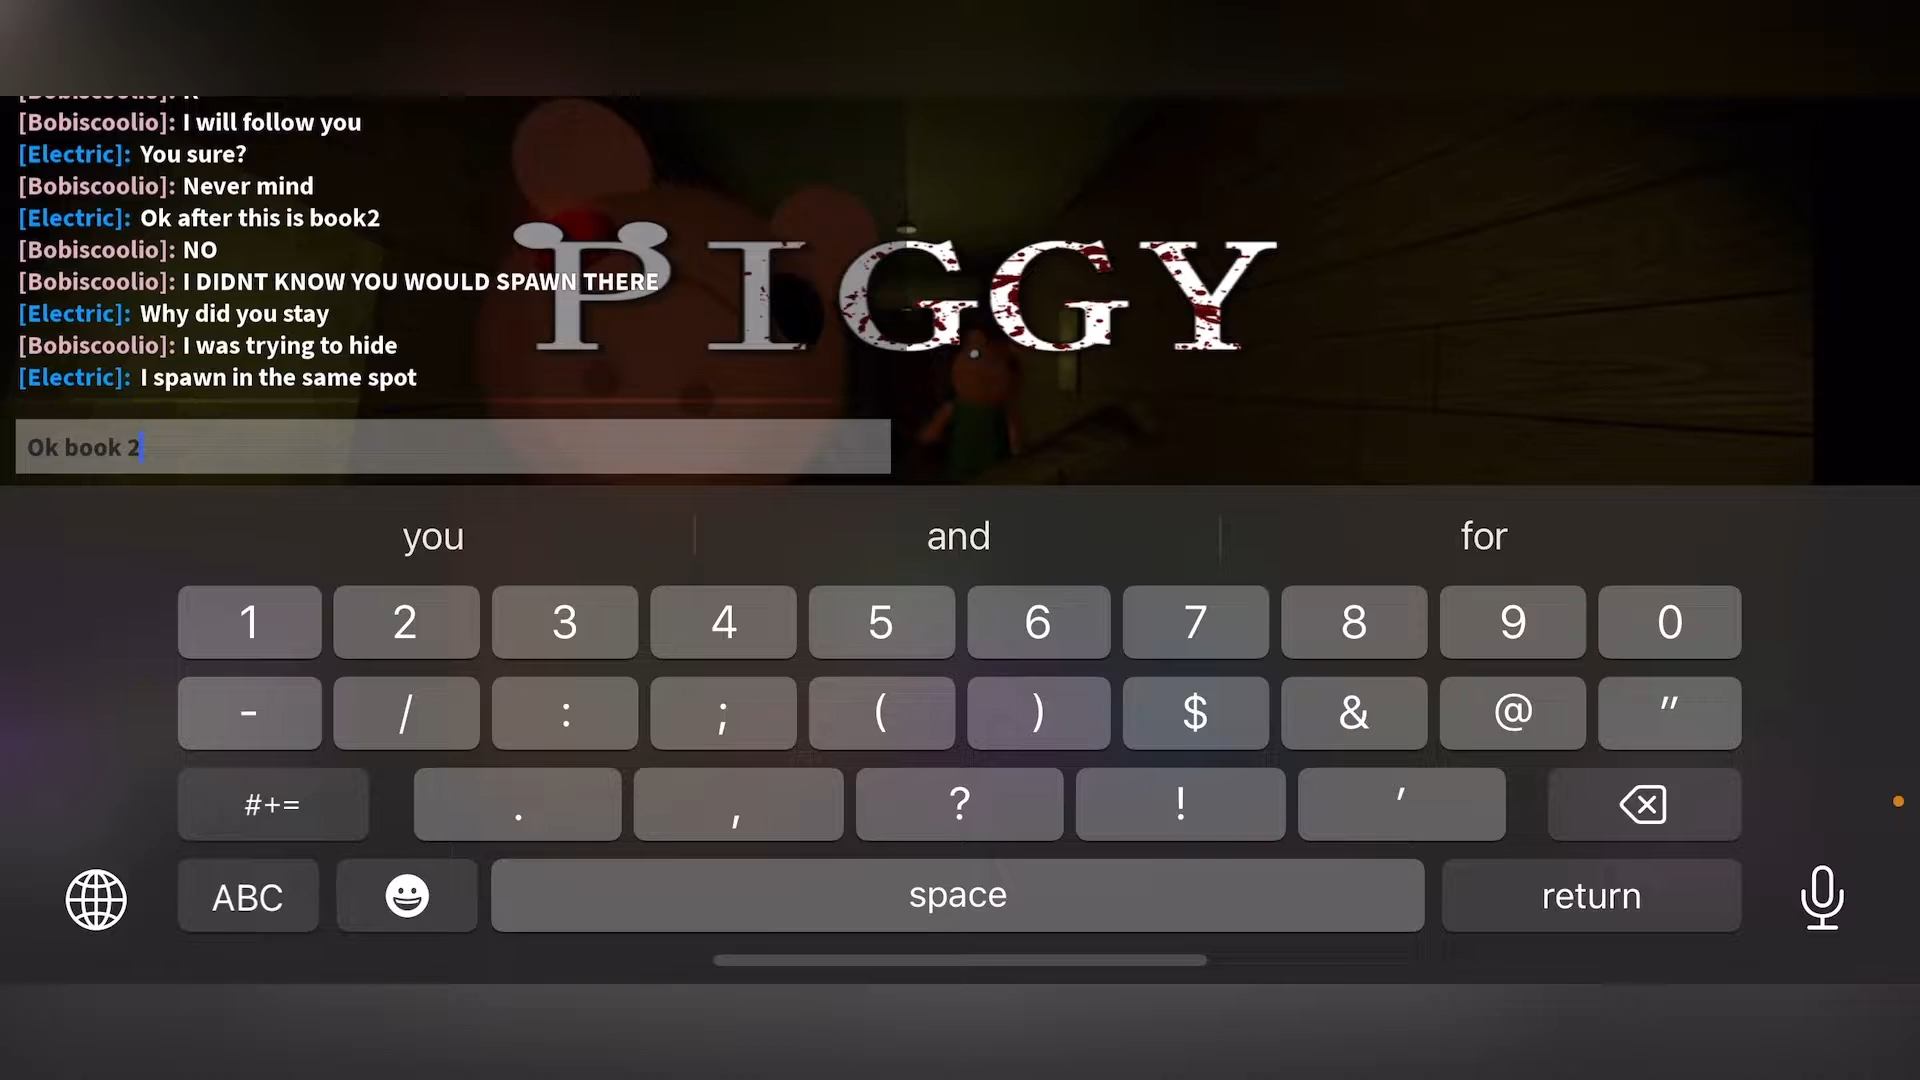 [Bobiscoolio]: K
[Bobiscoolio]: I will follow you
[Electric]: You sure?
[Bobiscoolio]: Never mind
[Electric]: Ok after this is book2
[Bobiscoolio]: NO
[Bobiscoolio]: I DIDNT KNOW YOU WOULD SPAWN THERE
[Electric]: Why did you stay
[Bobiscoolio]: I was trying to hide
[Electric]: I spawn in the same spot
PIGGY
Ok book 2
you and for
1 2 3 4 5 6 7 8 9 0
- / : ; ( ) $ & @ "
#+= . , ? ! '
ABC space return